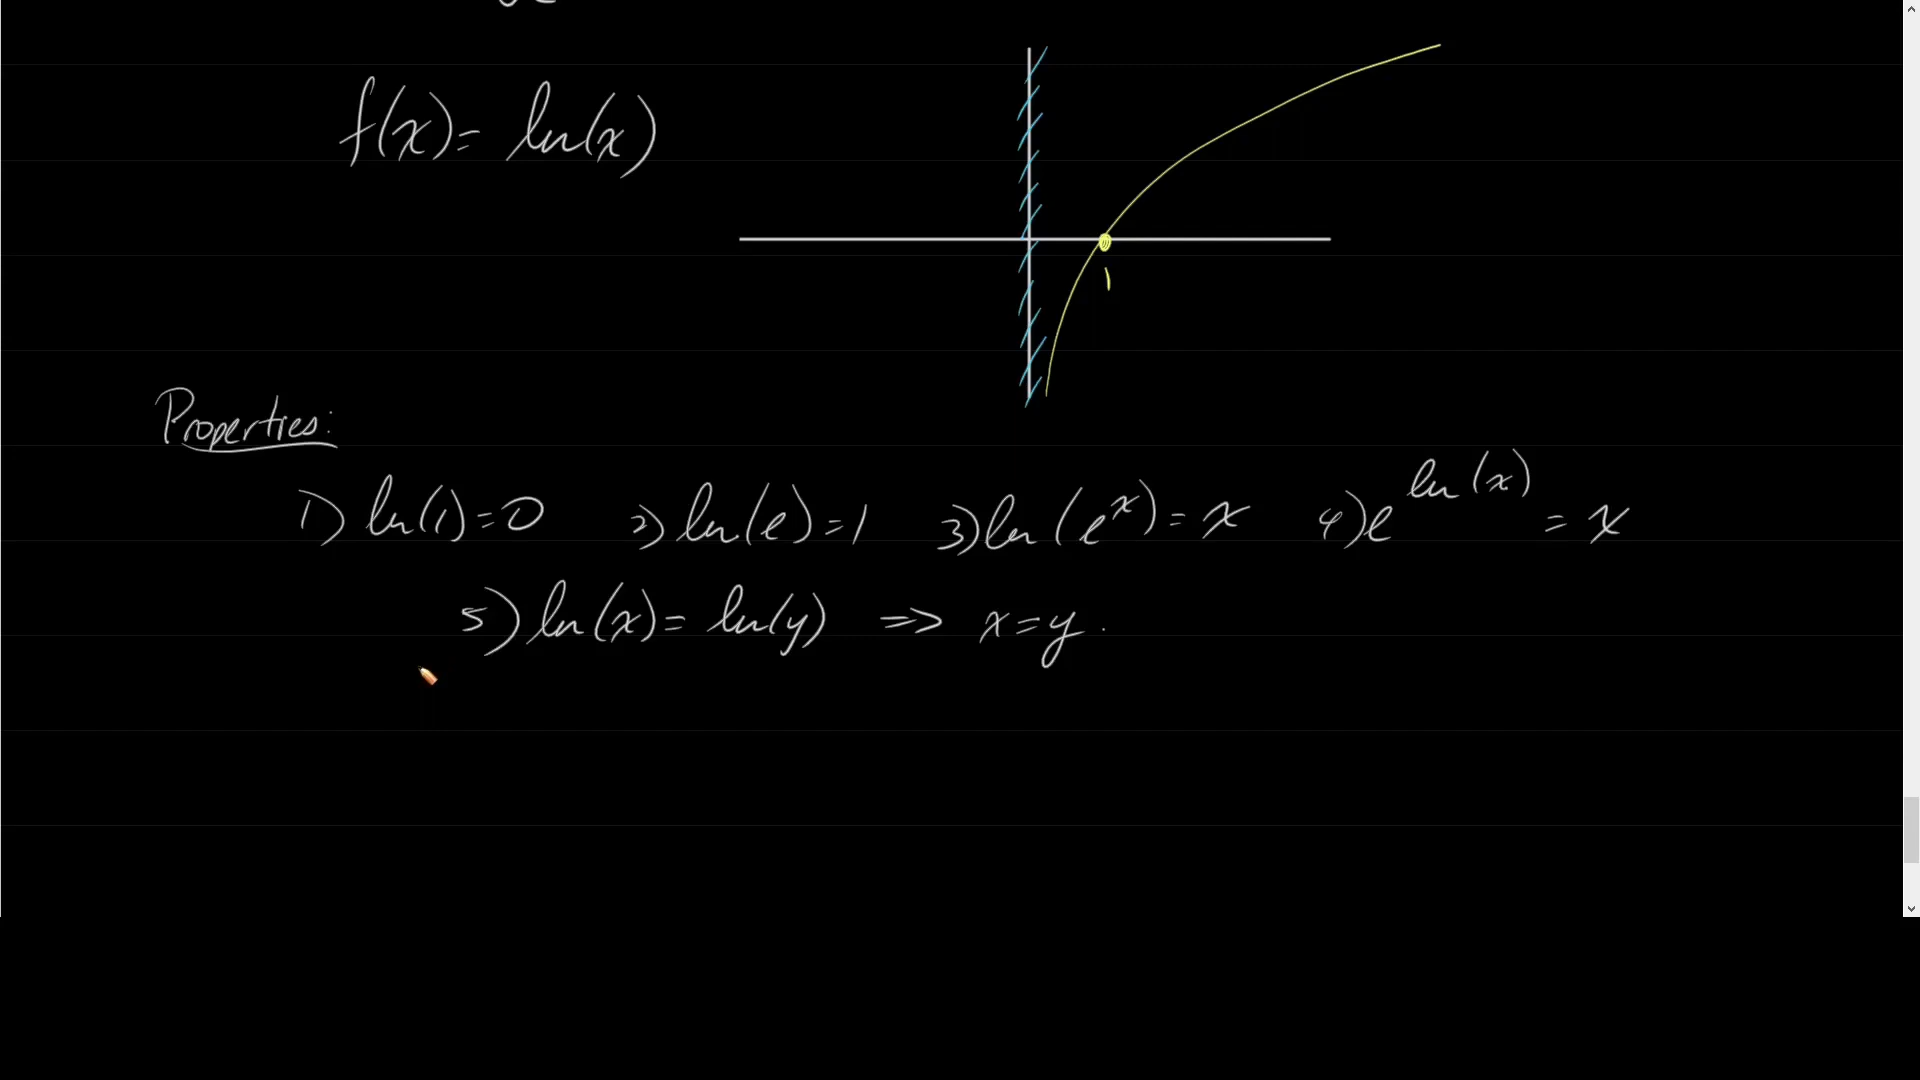 f(x) = ln(x)
1
Properties:
1) ln(1) = 0 2) ln(e) = 1 3) ln(e^x) = x 4) e^ln(x) = x
5) ln(x) = ln(y) => x = y.